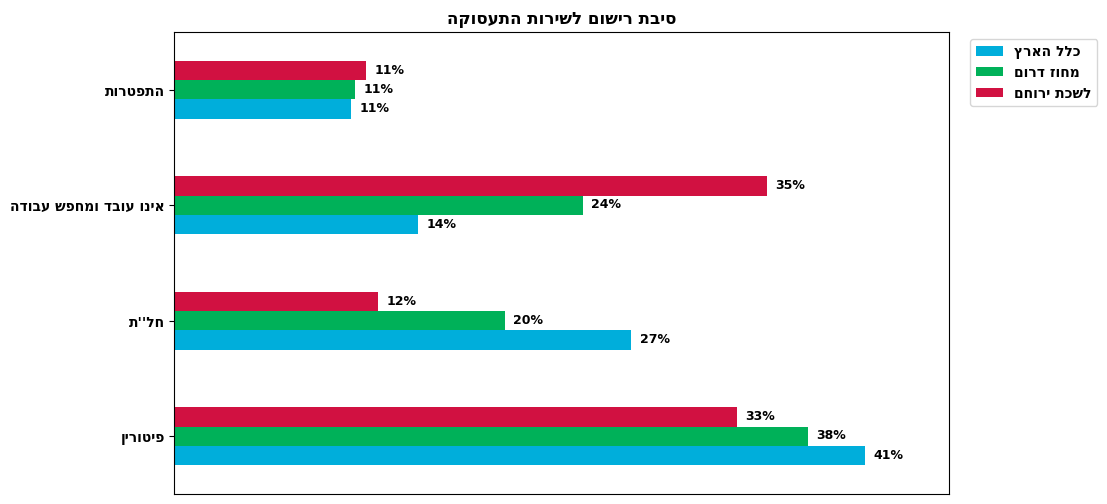 סיבת רישום לשירות התעסוקה
כלל הארץ
מחוז דרום
לשכת ירוחם
התפטרות
11%
11%
11%
אינו עובד ומחפש עבודה
35%
24%
14%
חל''ת
12%
20%
27%
פיטורין
33%
38%
41%